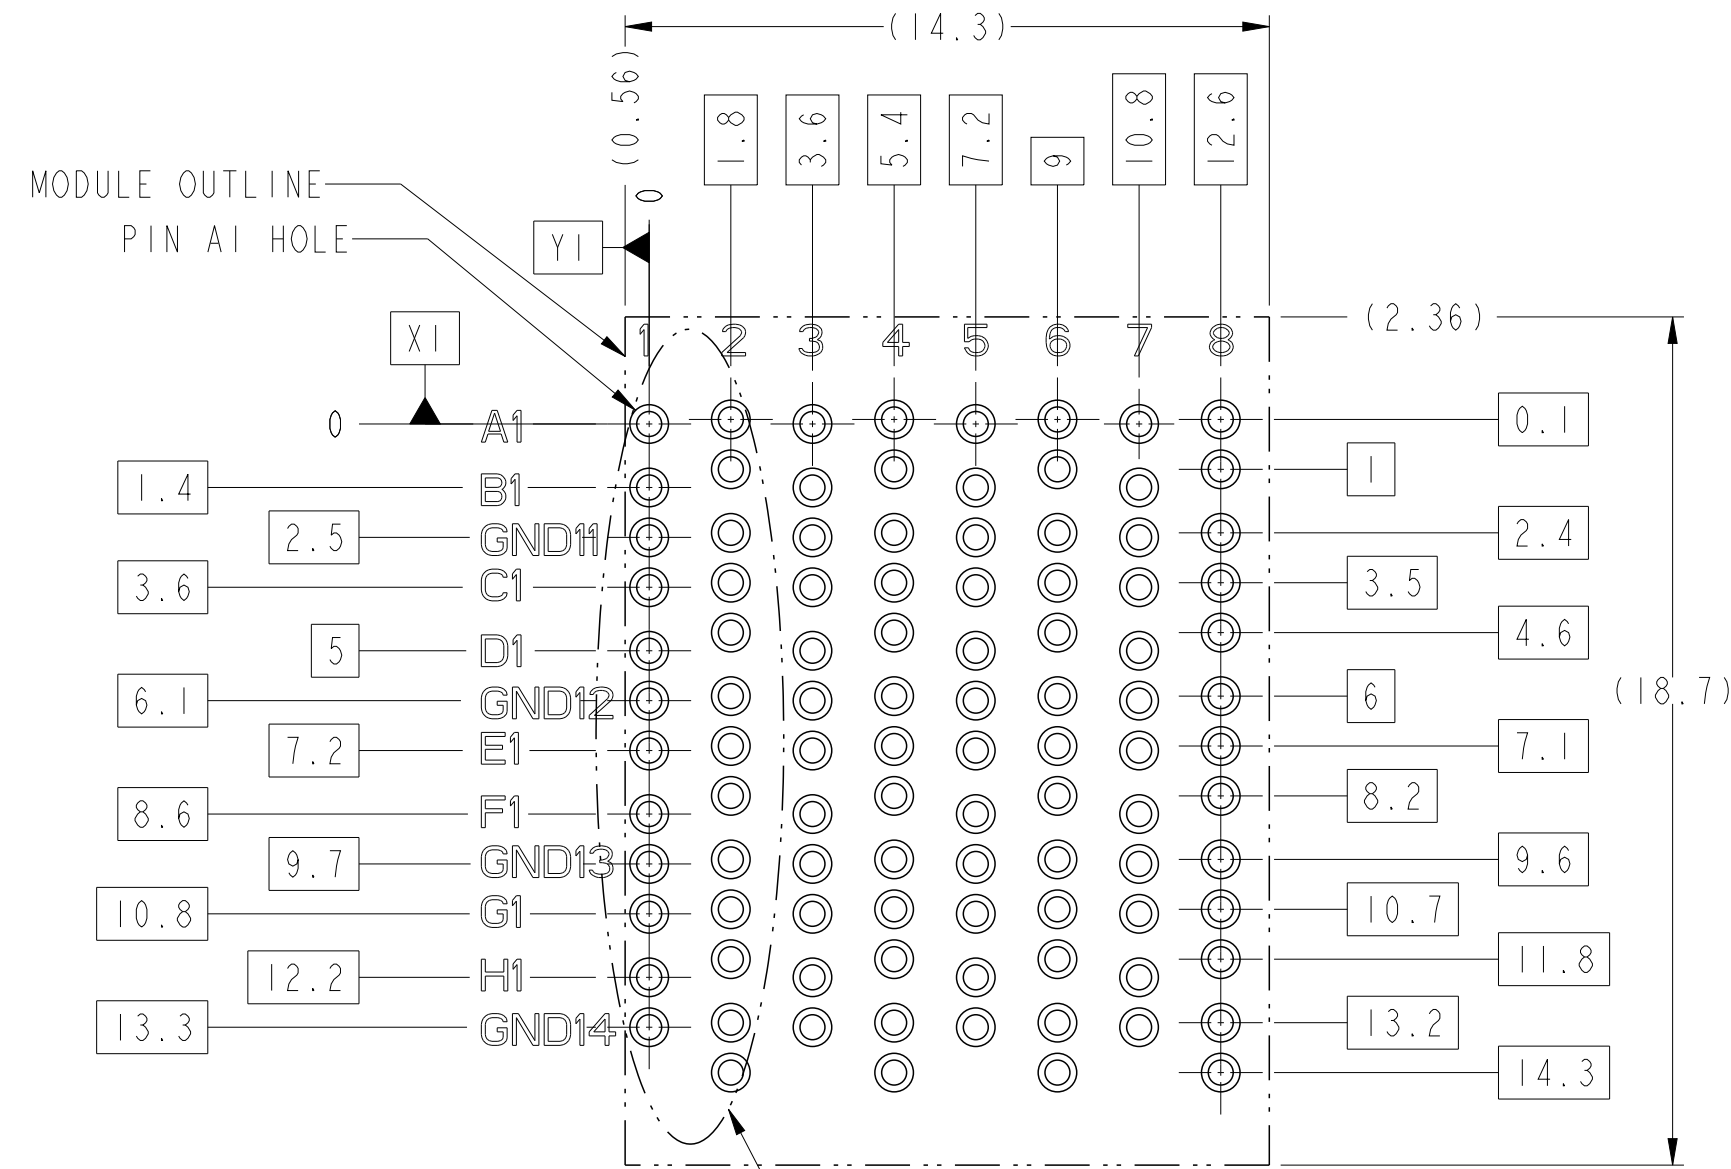 (14.3)
(0.56)
0
1.8
3.6
5.4
7.2
9
10.8
12.6
MODULE OUTLINE
PIN A1 HOLE
Y1
X1
(2.36)
1 2 3 4 5 6 7 8
0 A1 0.1
1
1.4 B1
2.5 GND11 2.4
3.6 C1 3.5
4.6
5 D1
6.1 GND12 6
(18.7)
7.2 E1 7.1
8.2
8.6 F1
9.7 GND13 9.6
10.8 G1 10.7
11.8
12.2 H1
13.3 GND14 13.2
14.3